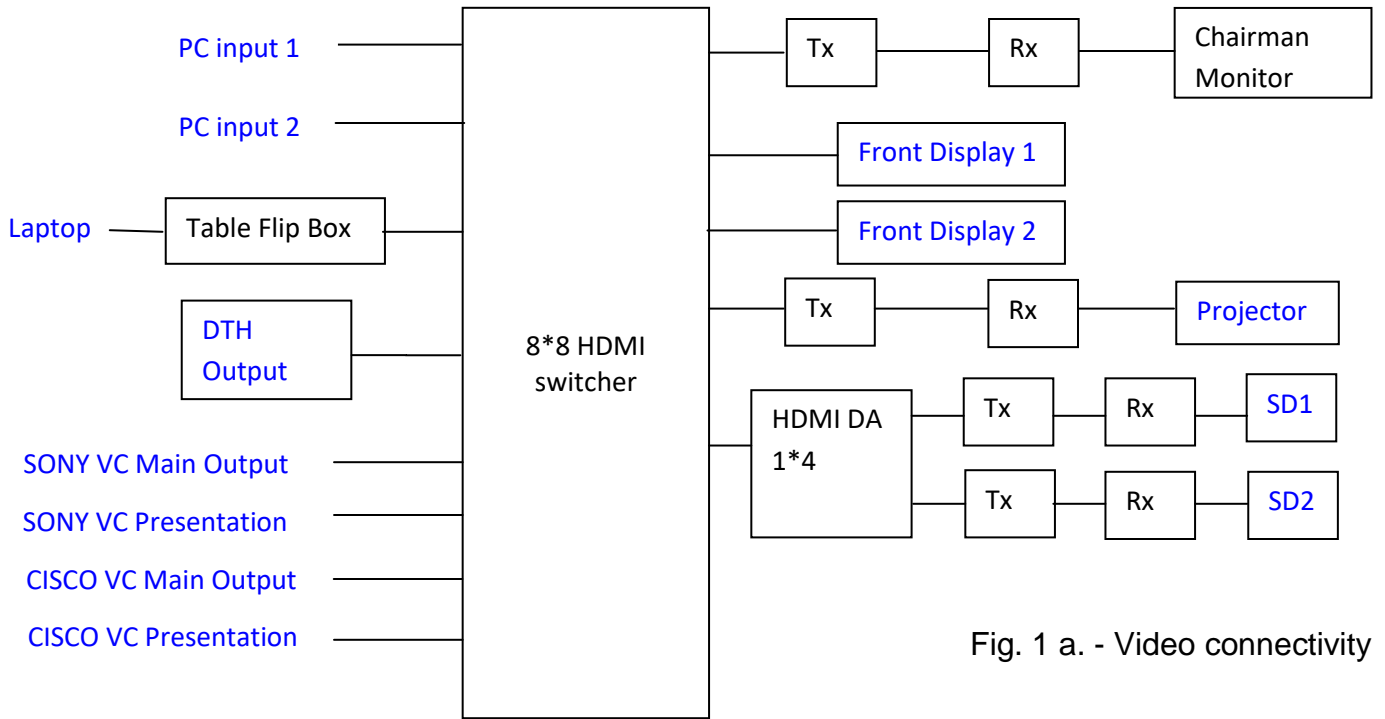 PC input 1
PC input 2
Laptop
Table Flip Box
DTH
Output
SONY VC Main Output
SONY VC Presentation
CISCO VC Main Output
CISCO VC Presentation
8*8 HDMI
switcher
Tx
Rx
Chairman
Monitor
Front Display 1
Front Display 2
Tx
Rx
Projector
HDMI DA
1*4
Tx
Rx
SD1
Tx
Rx
SD2
Fig. 1 a. - Video connectivity